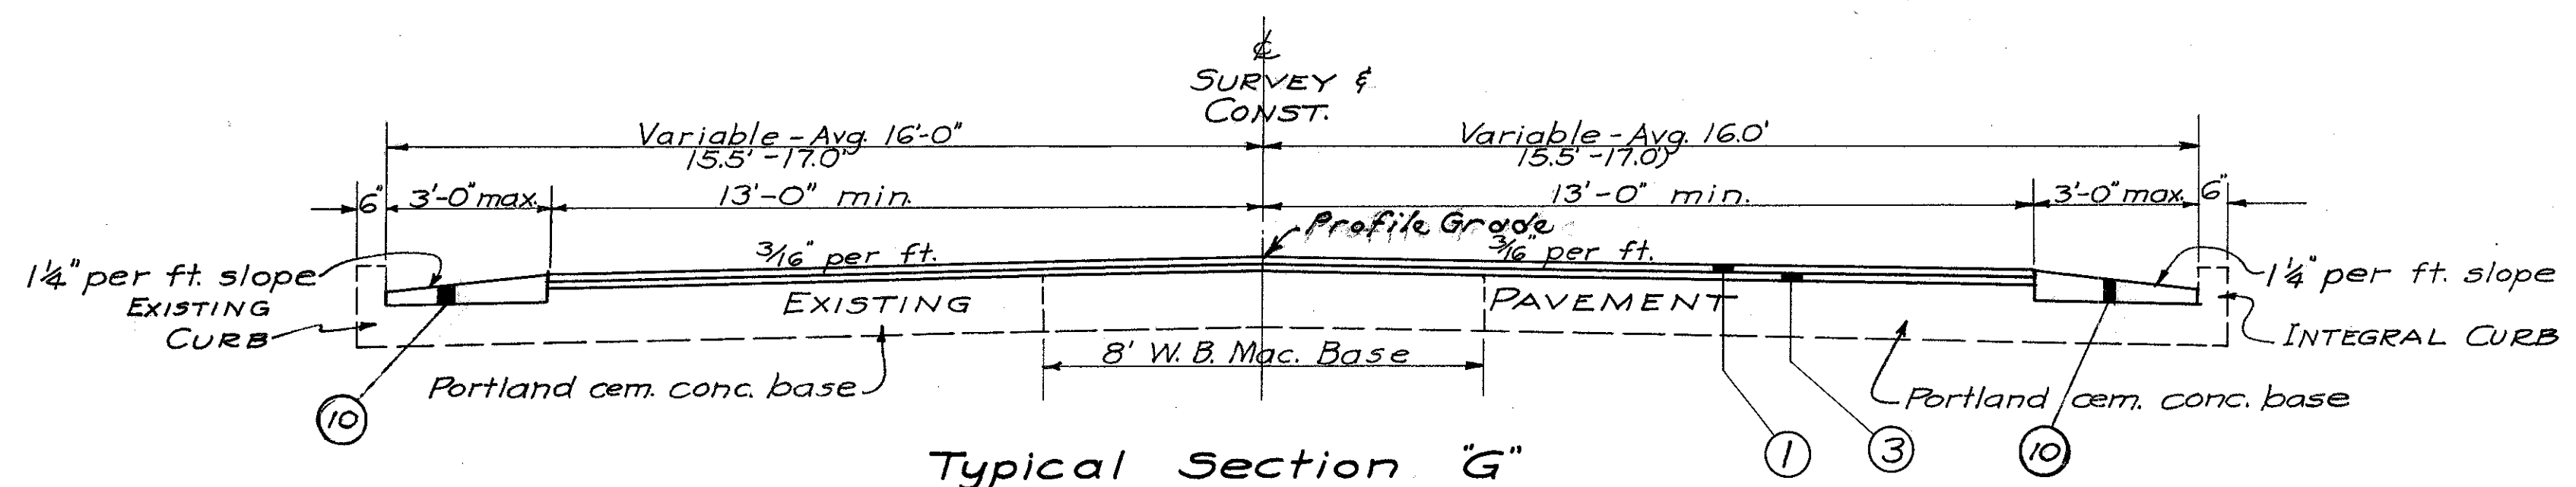 ℄
SURVEY &
CONST.
Variable - Avg. 16'-0"
15.5' - 17.0'
Variable - Avg. 16.0'
15.5' - 17.0')
6"
3'-0" max.
13'-0" min.
13'-0" min.
3'-0" max.
6"
Profile Grade
3/16" per ft.
3/16" per ft.
1¼" per ft. slope
1¼" per ft. slope
EXISTING
CURB
EXISTING
PAVEMENT
INTEGRAL CURB
8' W. B. Mac. Base
Portland cem. conc. base
Portland cem. conc. base
10
1
3
10
Typical Section "G"